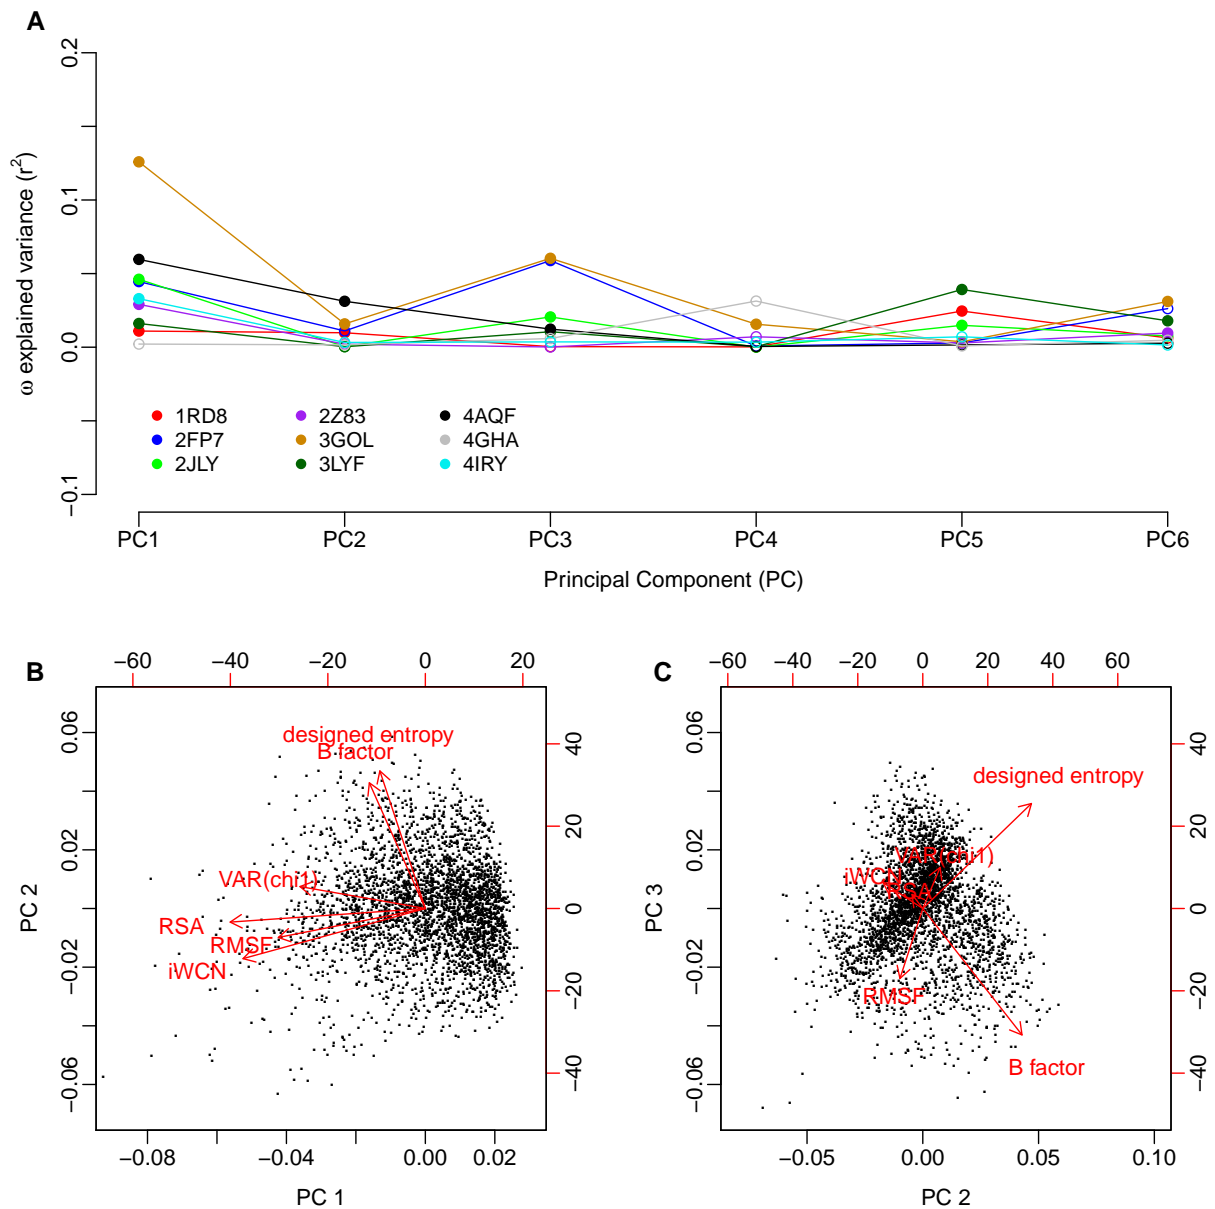 A
0.2
0.1
0.0
−0.1
ω explained variance (r²)
1RD8 2Z83 4AQF
2FP7 3GOL 4GHA
2JLY 3LYF 4IRY
PC1 PC2 PC3 PC4 PC5 PC6
Principal Component (PC)
B
−60 −40 −20 0 20
0.06
0.02
−0.02
−0.06
PC 2
40
20
0
−20
−40
designed entropy
B factor
VAR(chi1)
RSA
RMSF
iWCN
−0.08 −0.04 0.00 0.02
PC 1
C
−60 −40 −20 0 20 40 60
0.06
0.02
−0.02
−0.06
PC 3
40
20
0
−20
−40
designed entropy
VAR(chi1)
iWCN
RSA
RMSF
B factor
−0.05 0.00 0.05 0.10
PC 2